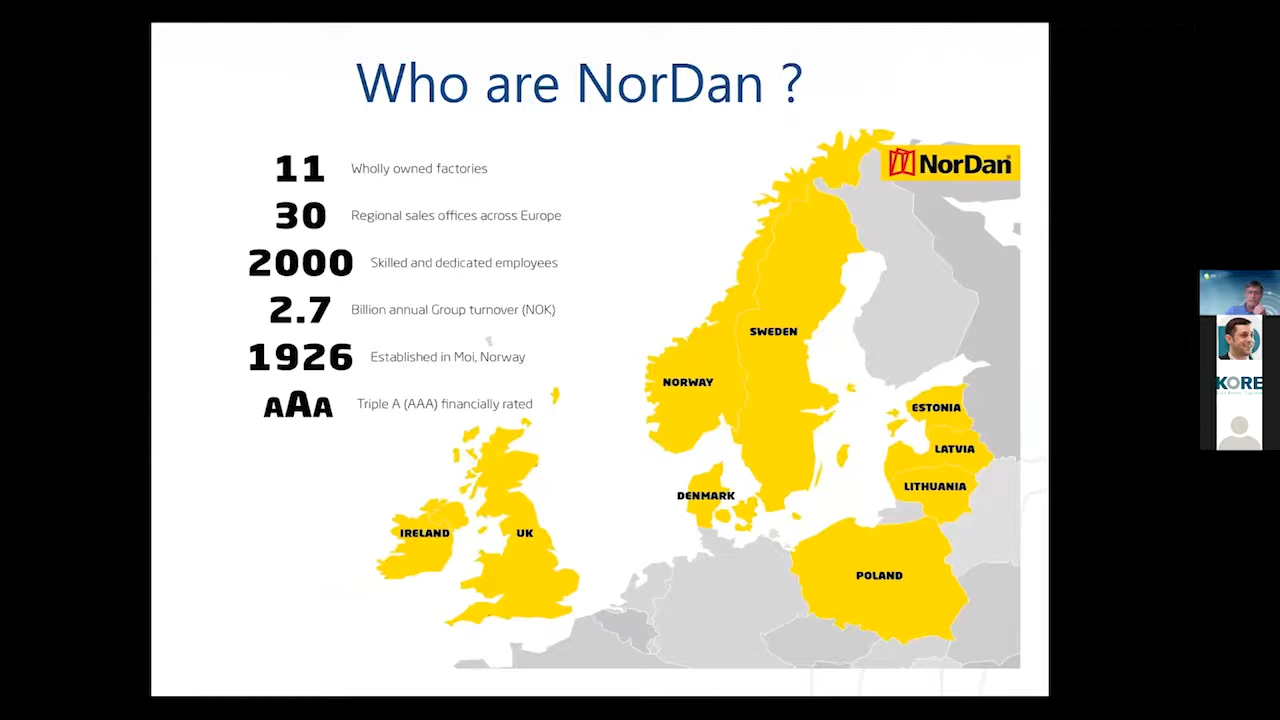 Who are NorDan ?
11 Wholly owned factories
30 Regional sales offices across Europe
2000 Skilled and dedicated employees
2.7 Billion annual Group turnover (NOK)
1926 Established in Moi, Norway
AAA Triple A (AAA) financially rated
NorDan
SWEDEN
NORWAY
ESTONIA
LATVIA
LITHUANIA
DENMARK
IRELAND
UK
POLAND
KORE